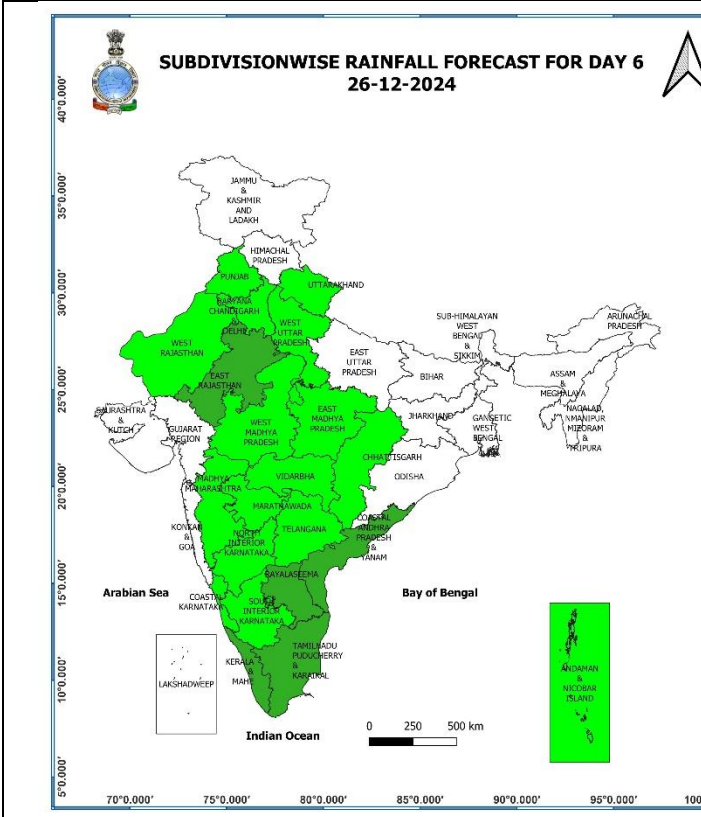 SUBDIVISIONWISE RAINFALL FORECAST FOR DAY 6
26-12-2024
40°0.000'
35°0.000'
30°0.000'
25°0.000'
20°0.000'
15°0.000'
10°0.000'
5°0.000'
JAMMU
&
KASHMIR
AND
LADAKH
HIMACHAL
PRADESH
PUNJAB
UTTARAKHAND
HARYANA
CHANDIGARH
&
DELHI
WEST
UTTAR
PRADESH
WEST
RAJASTHAN
EAST
RAJASTHAN
EAST
UTTAR
PRADESH
SUB-HIMALAYAN
WEST
BENGAL
&
SIKKIM
ARUNACHAL
PRADESH
ASSAM
&
MEGHALAYA
NAGALAD
MANIPUR
MIZORAM
&
TRIPURA
BIHAR
JHARKHAND
GANGETIC
WEST
BENGAL
SAURASHTRA
&
KUTCH
GUJARAT
REGION
WEST
MADHYA
PRADESH
EAST
MADHYA
PRADESH
CHHATTISGARH
ODISHA
MADHYA
MAHARASHTRA
VIDARBHA
MARATHAWADA
TELANGANA
KONKAN
&
GOA
NORTH
INTERIOR
KARNATAKA
COASTAL
ANDHRA
PRADESH
&
YANAM
RAYALASEEMA
Arabian Sea
Bay of Bengal
COASTAL
KARNATAKA
SOUTH
INTERIOR
KARNATAKA
TAMILNADU
PUDUCHERRY
&
KARAIKAL
KERALA
&
MAHE
LAKSHADWEEP
ANDAMAN
&
NICOBAR
ISLAND
Indian Ocean
0 250 500 km
70°0.000' 75°0.000' 80°0.000' 85°0.000' 90°0.000' 95°0.000' 100